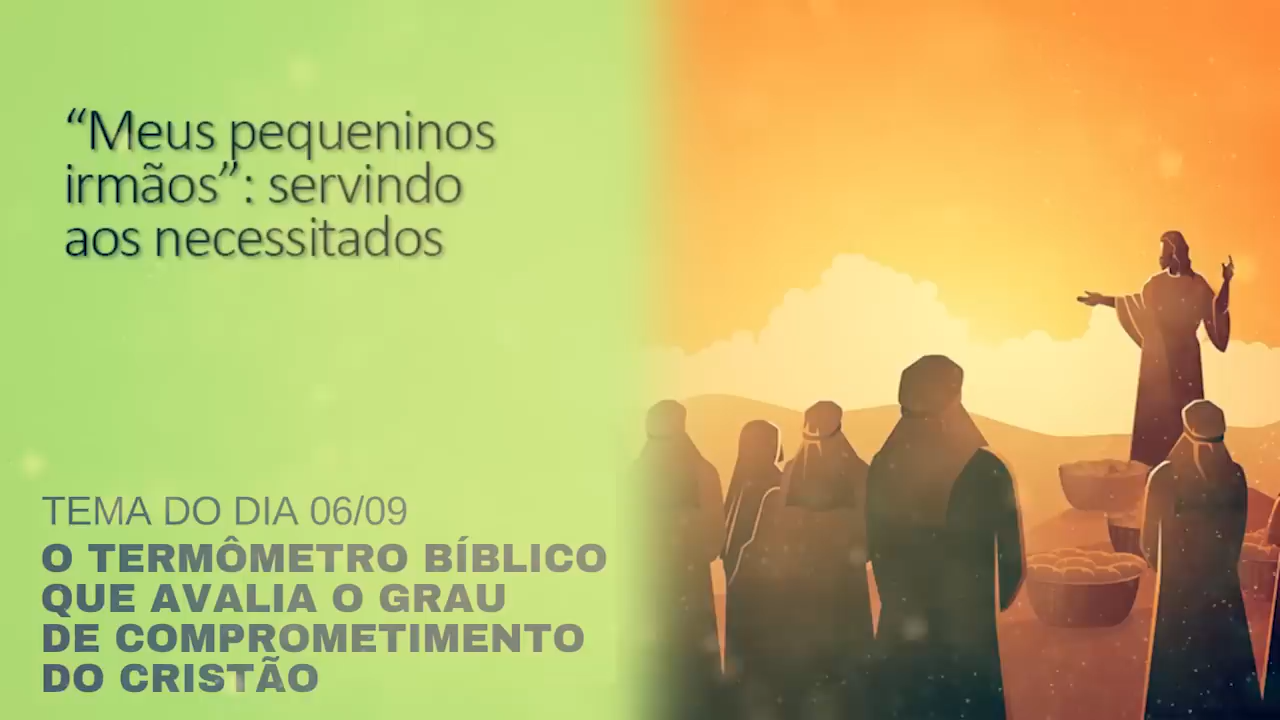 “Meus pequeninos
irmãos”: servindo
aos necessitados
TEMA DO DIA 06/09
O TERMÔMETRO BÍBLICO
QUE AVALIA O GRAU
DE COMPROMETIMENTO
DO CRISTÃO